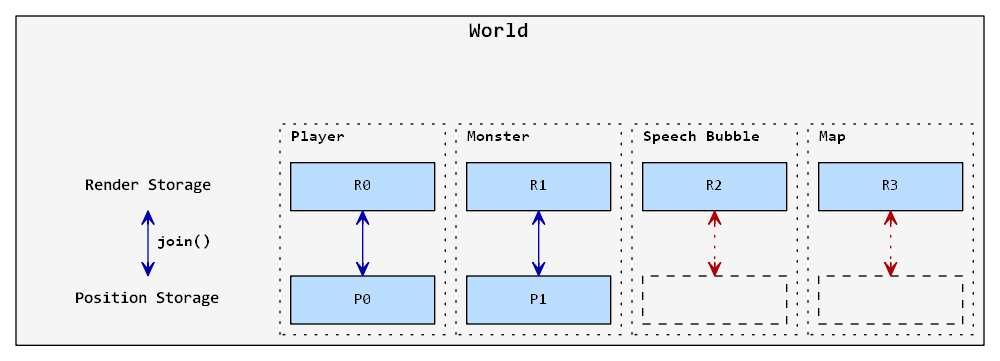 World
Player Monster Speech Bubble Map
Render Storage R0 R1 R2 R3
join()
Position Storage P0 P1